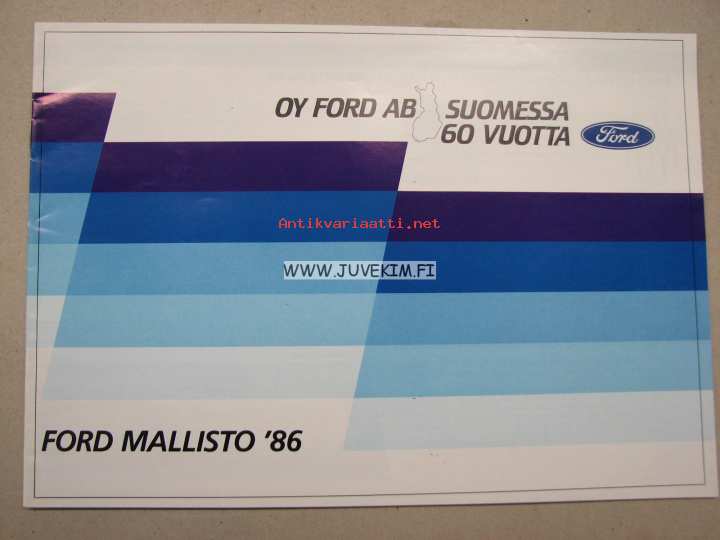 OY FORD AB SUOMESSA
60 VUOTTA
Ford
Antikvariaatti.net
WWW.JUVEKIM.FI
FORD MALLISTO '86